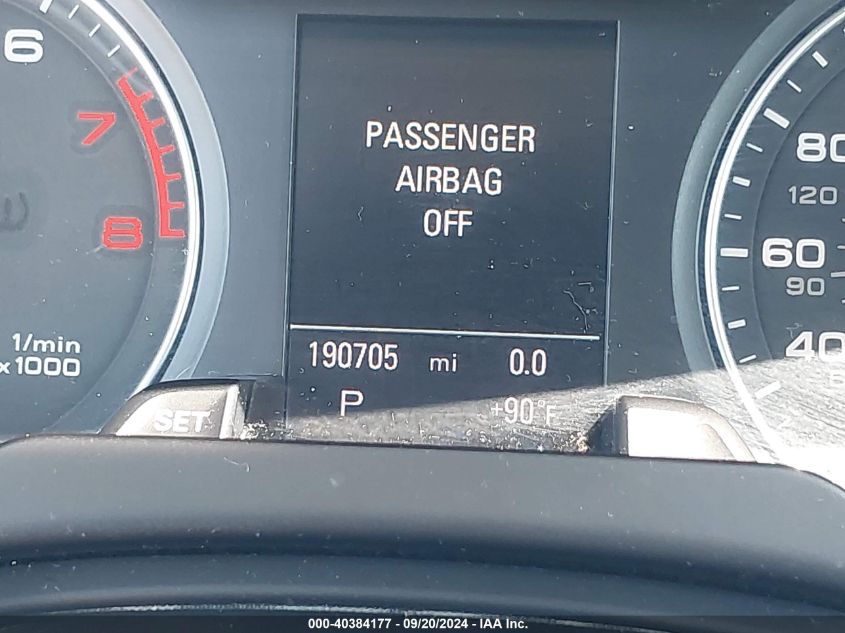 6
7
8
1/min
x1000
PASSENGER
AIRBAG
OFF
190705 mi 0.0
P +90°F
SET
80
120
60
90
40
000-40384177 - 09/20/2024 - IAA, Inc.